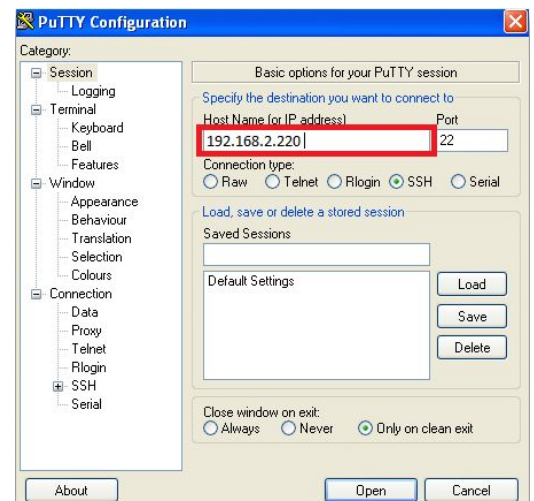 PuTTY Configuration
Category:
Session
Logging
Terminal
Keyboard
Bell
Features
Window
Appearance
Behaviour
Translation
Selection
Colours
Connection
Data
Proxy
Telnet
Rlogin
SSH
Serial
Basic options for your PuTTY session
Specify the destination you want to connect to
Host Name (or IP address) Port
192.168.2.220 22
Connection type:
Raw Telnet Rlogin SSH Serial
Load, save or delete a stored session
Saved Sessions
Default Settings
Load
Save
Delete
Close window on exit:
Always Never Only on clean exit
About Open Cancel